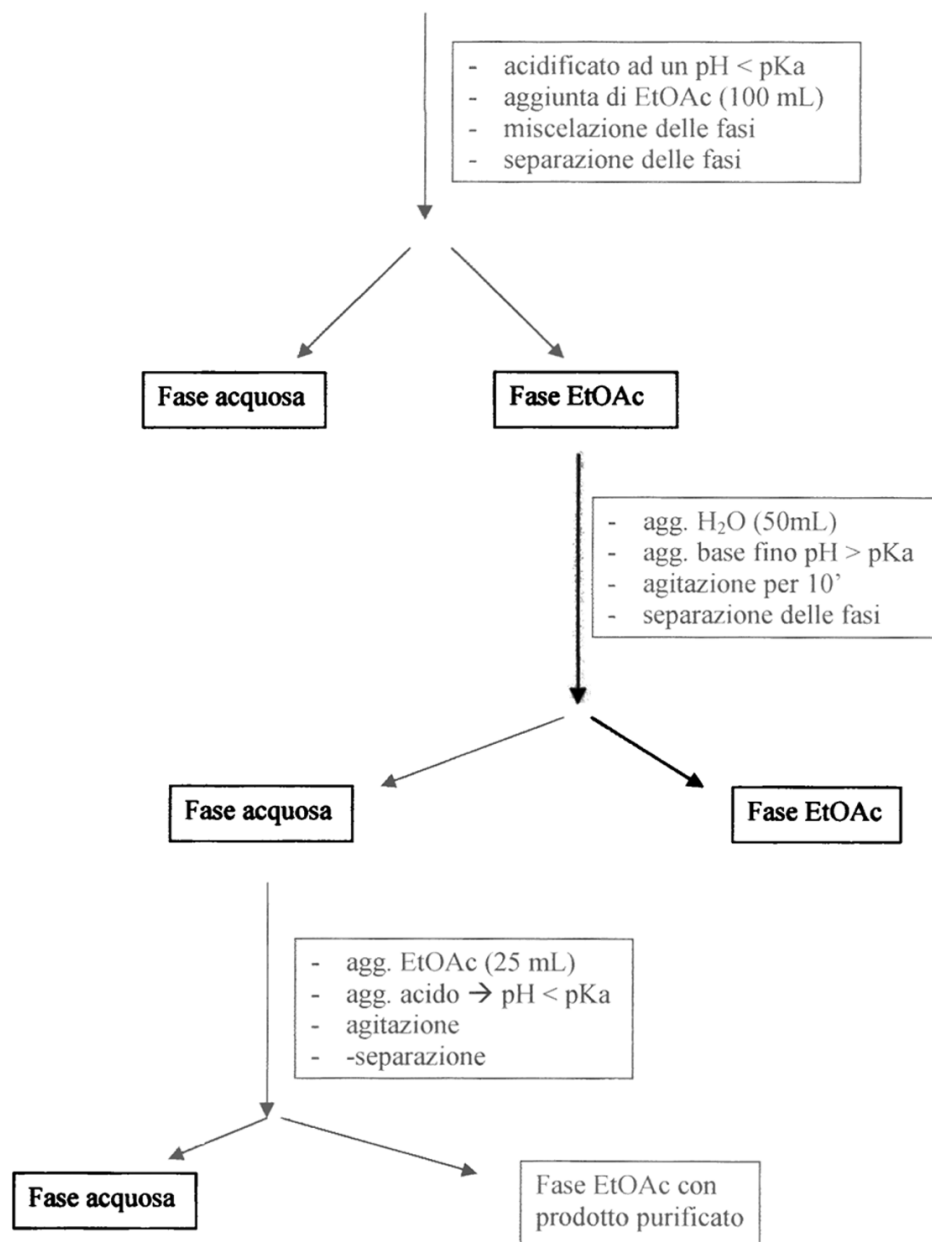 - acidificato ad un pH < pKa
- aggiunta di EtOAc (100 mL)
- miscelazione delle fasi
- separazione delle fasi
Fase acquosa
Fase EtOAc
- agg. H₂O (50mL)
- agg. base fino pH > pKa
- agitazione per 10’
- separazione delle fasi
Fase acquosa
Fase EtOAc
- agg. EtOAc (25 mL)
- agg. acido → pH < pKa
- agitazione
- -separazione
Fase acquosa
Fase EtOAc con
prodotto purificato